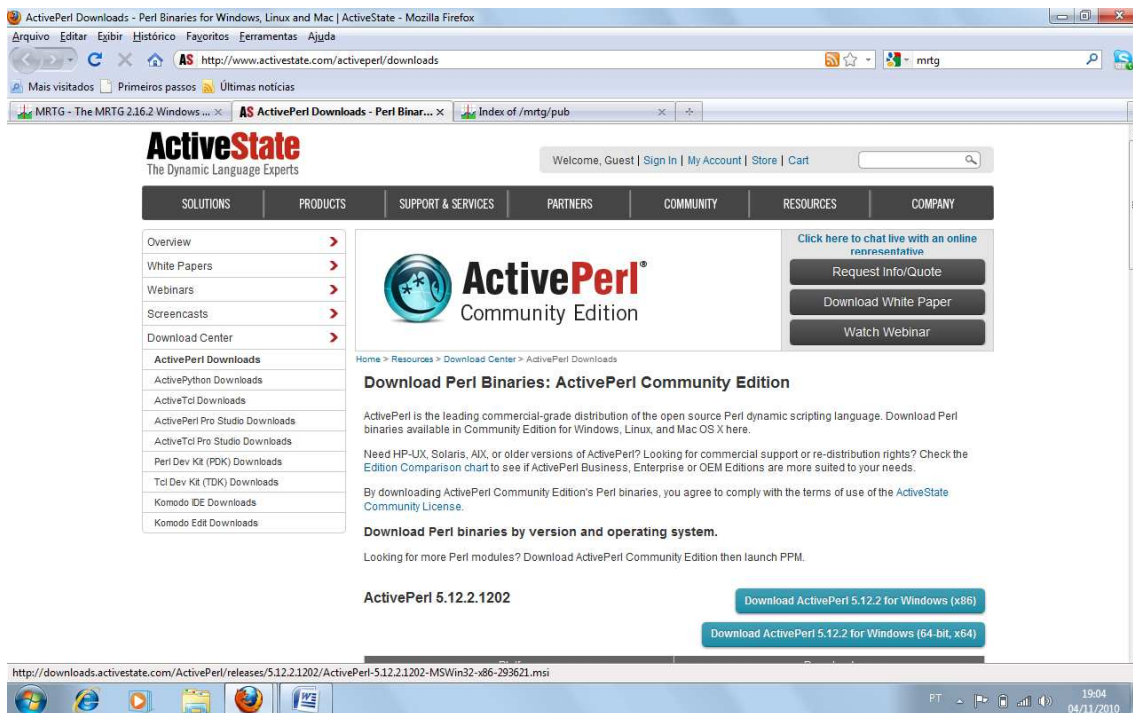 ActivePerl Downloads - Perl Binaries for Windows, Linux and Mac | ActiveState - Mozilla Firefox
Arquivo Editar Exibir Histórico Favoritos Ferramentas Ajuda
AS http://www.activestate.com/activeperl/downloads
mrtg
Mais visitados Primeiros passos Últimas notícias
MRTG - The MRTG 2.16.2 Windows ... ×
AS ActivePerl Downloads - Perl Binar... ×
Index of /mrtg/pub ×
ActiveState
The Dynamic Language Experts
Welcome, Guest | Sign In | My Account | Store | Cart
SOLUTIONS PRODUCTS SUPPORT & SERVICES PARTNERS COMMUNITY RESOURCES COMPANY
Overview
White Papers
Webinars
Screencasts
Download Center
ActivePerl Downloads
ActivePython Downloads
ActiveTcl Downloads
ActivePerl Pro Studio Downloads
ActiveTcl Pro Studio Downloads
Perl Dev Kit (PDK) Downloads
Tcl Dev Kit (TDK) Downloads
Komodo IDE Downloads
Komodo Edit Downloads
ActivePerl®
Community Edition
Click here to chat live with an online
representative
Request Info/Quote
Download White Paper
Watch Webinar
Home > Resources > Download Center > ActivePerl Downloads
Download Perl Binaries: ActivePerl Community Edition
ActivePerl is the leading commercial-grade distribution of the open source Perl dynamic scripting language. Download Perl
binaries available in Community Edition for Windows, Linux, and Mac OS X here.
Need HP-UX, Solaris, AIX, or older versions of ActivePerl? Looking for commercial support or re-distribution rights? Check the
Edition Comparison chart to see if ActivePerl Business, Enterprise or OEM Editions are more suited to your needs.
By downloading ActivePerl Community Edition's Perl binaries, you agree to comply with the terms of use of the ActiveState
Community License.
Download Perl binaries by version and operating system.
Looking for more Perl modules? Download ActivePerl Community Edition then launch PPM.
ActivePerl 5.12.2.1202
Download ActivePerl 5.12.2 for Windows (x86)
Download ActivePerl 5.12.2 for Windows (64-bit, x64)
http://downloads.activestate.com/ActivePerl/releases/5.12.2.1202/ActivePerl-5.12.2.1202-MSWin32-x86-293621.msi
PT
19:04
04/11/2010